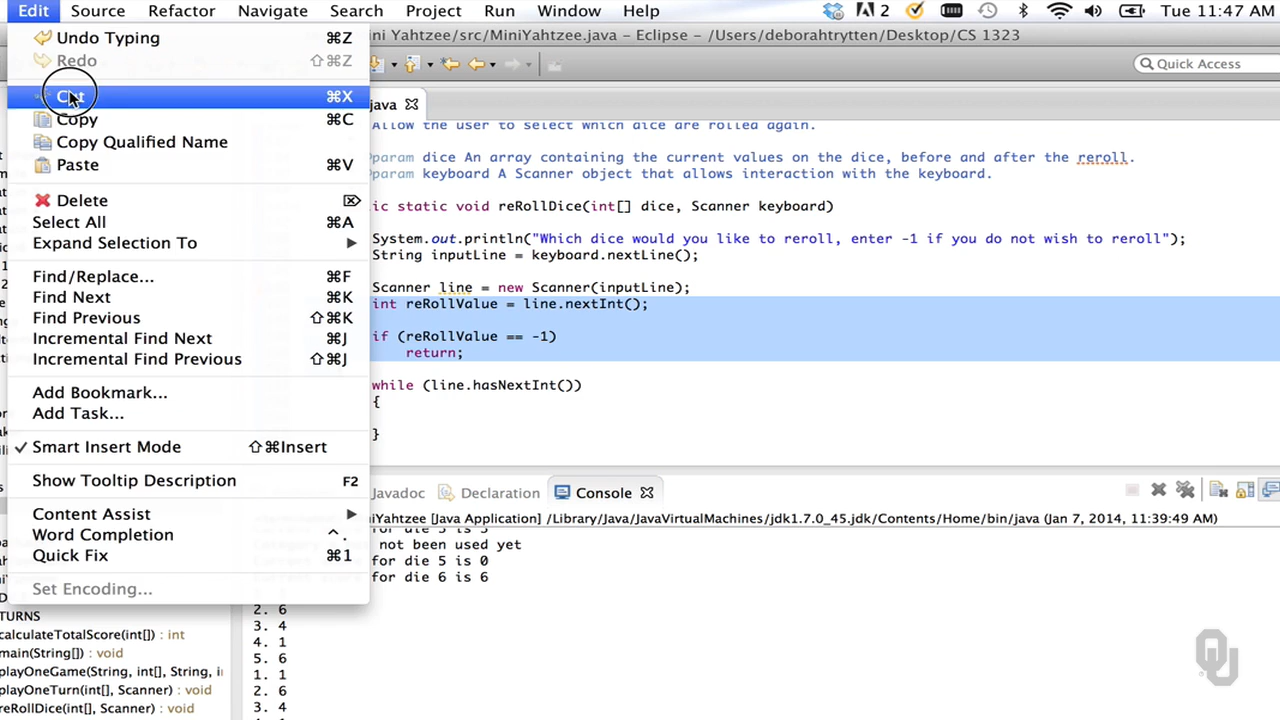 Edit Source Refactor Navigate Search Project Run Window Help 2 Tue 11:47 AM
ini Yahtzee/src/MiniYahtzee.java – Eclipse – /Users/deborahtrytten/Desktop/CS 1323
Quick Access
Undo Typing ⌘Z
Redo ⇧⌘Z
Cut ⌘X
Copy ⌘C
Copy Qualified Name
Paste ⌘V
Delete ⌦
Select All ⌘A
Expand Selection To ▶
Find/Replace... ⌘F
Find Next ⌘K
Find Previous ⇧⌘K
Incremental Find Next ⌘J
Incremental Find Previous ⇧⌘J
Add Bookmark...
Add Task...
✓ Smart Insert Mode ⇧⌘Insert
Show Tooltip Description F2
Content Assist ▶
Word Completion ⌃.
Quick Fix ⌘1
Set Encoding...
java
Allow the user to select which dice are rolled again.
param dice An array containing the current values on the dice, before and after the reroll.
param keyboard A Scanner object that allows interaction with the keyboard.
ic static void reRollDice(int[] dice, Scanner keyboard)
System.out.println("Which dice would you like to reroll, enter -1 if you do not wish to reroll");
String inputLine = keyboard.nextLine();
Scanner line = new Scanner(inputLine);
int reRollValue = line.nextInt();
if (reRollValue == -1)
return;
while (line.hasNextInt())
{
}
Javadoc Declaration Console
iYahtzee [Java Application] /Library/Java/JavaVirtualMachines/jdk1.7.0_45.jdk/Contents/Home/bin/java (Jan 7, 2014, 11:39:49 AM)
for die 5 is 5
not been used yet
for die 5 is 0
for die 6 is 6
2. 6
3. 4
4. 1
5. 6
1. 1
2. 6
3. 4
TURNS
calculateTotalScore(int[]) : int
main(String[]) : void
playOneGame(String, int[], String, i
playOneTurn(int[], Scanner) : void
reRollDice(int[], Scanner) : void
OU